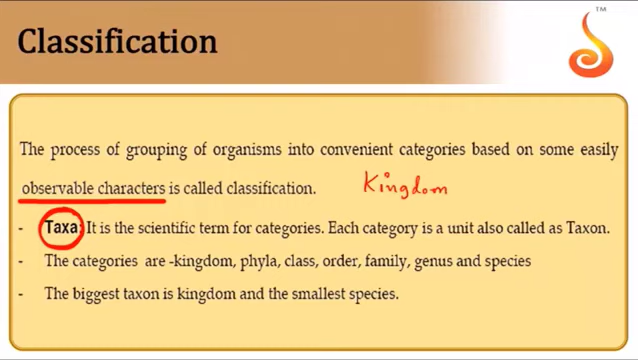 TM
Classification
The process of grouping of organisms into convenient categories based on some easily
observable characters is called classification. Kingdom
- Taxa: It is the scientific term for categories. Each category is a unit also called as Taxon.
- The categories are -kingdom, phyla, class, order, family, genus and species
- The biggest taxon is kingdom and the smallest species.